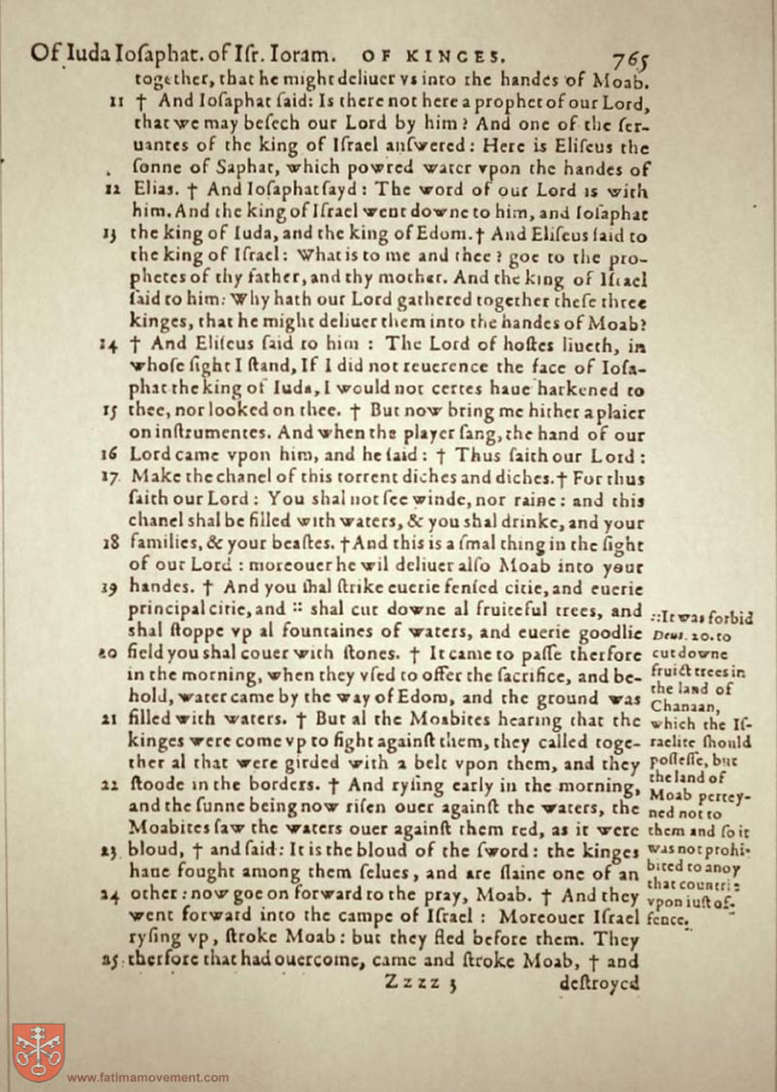 Of Iuda Iosaphat. of Isr. Ioram. OF KINGES. 765
together, that he might deliuer vs into the handes of Moab.
11 † And Iosaphat said: Is there not here a prophet of our Lord,
that we may besech our Lord by him? And one of the ser-
uantes of the king of Israel answered: Here is Eliseus the
sonne of Saphat, which powred water vpon the handes of
12 Elias. † And Iosaphat sayd: The word of our Lord is with
him. And the king of Israel went downe to him, and Iosaphat
13 the king of Iuda, and the king of Edom. † And Eliseus said to
the king of Israel: What is to me and thee? goe to the pro-
phetes of thy father, and thy mother. And the king of Israel
said to him: Why hath our Lord gathered together these three
kinges, that he might deliuer them into the handes of Moab?
14 † And Eliseus said to him: The Lord of hostes liueth, in
whose sight I stand, If I did not reuerence the face of Iosa-
phat the king of Iuda, I would not certes haue harkened to
15 thee, nor looked on thee. † But now bring me hither a plaier
on instrumentes. And when the player sang, the hand of our
16 Lord came vpon him, and he said: † Thus saith our Lord:
17 Make the chanel of this torrent diches and diches. † For thus
saith our Lord: You shal not see winde, nor raine: and this
chanel shal be filled with waters, & you shal drinke, and your
18 families, & your beastes. † And this is a smal thing in the sight
of our Lord: moreouer he wil deliuer also Moab into your
19 handes. † And you shal strike euerie fensed citie, and euerie
principal citie, and :: shal cut downe al fruiteful trees, and
shal stoppe vp al fountaines of waters, and euerie goodlie
20 field you shal couer with stones. † It came to passe therfore
in the morning, when they vsed to offer the sacrifice, and be-
hold, water came by the way of Edom, and the ground was
21 filled with waters. † But al the Moabites hearing that the
kinges were come vp to fight against them, they called toge-
ther al that were girded with a belt vpon them, and they
22 stoode in the borders. † And rysing early in the morning,
and the sunne being now risen ouer against the waters, the
Moabites saw the waters ouer against them red, as it were
23 bloud, † and said: It is the bloud of the sword: the kinges
haue fought among them selues, and are slaine one of an
24 other: now goe on forward to the pray, Moab. † And they
went forward into the campe of Israel: Moreouer Israel
rysing vp, stroke Moab: but they fled before them. They
25 therfore that had ouercome, came and stroke Moab, † and
Zzzz 3 destroyed
:: It was forbid
Deut. 20. to
cut downe
fruict trees in
the land of
Chanaan,
which the Is-
raelite should
possesse, but
the land of
Moab pertey-
ned not to
them and so it
was not prohi-
bited to anoy
that countrie
vpon iust of-
fence.
www.fatimamovement.com